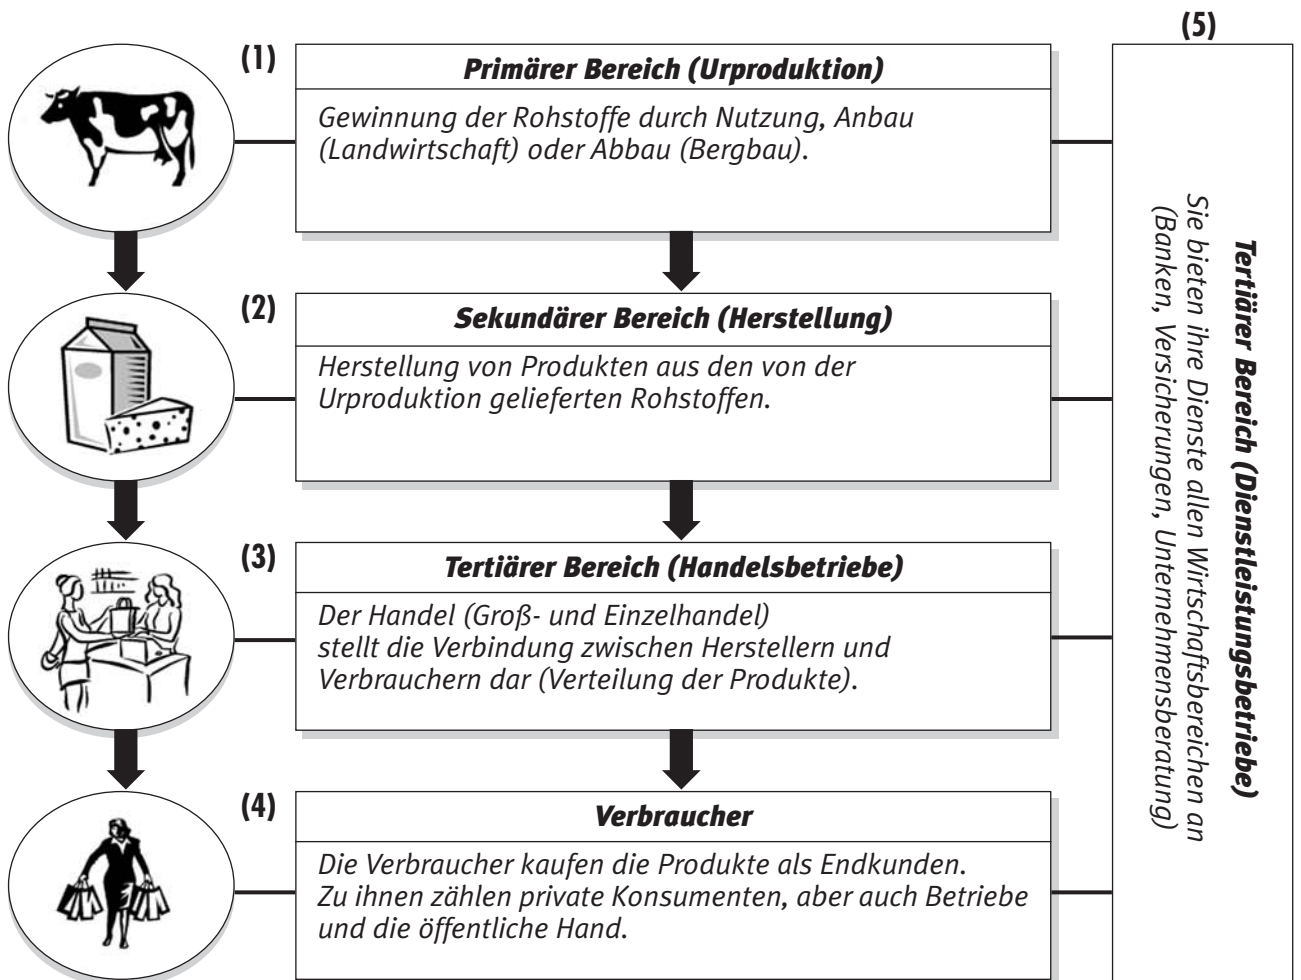 (1)
Primärer Bereich (Urproduktion)
Gewinnung der Rohstoffe durch Nutzung, Anbau
(Landwirtschaft) oder Abbau (Bergbau).
(2)
Sekundärer Bereich (Herstellung)
Herstellung von Produkten aus den von der
Urproduktion gelieferten Rohstoffen.
(3)
Tertiärer Bereich (Handelsbetriebe)
Der Handel (Groß- und Einzelhandel)
stellt die Verbindung zwischen Herstellern und
Verbrauchern dar (Verteilung der Produkte).
(4)
Verbraucher
Die Verbraucher kaufen die Produkte als Endkunden.
Zu ihnen zählen private Konsumenten, aber auch Betriebe
und die öffentliche Hand.
(5)
Tertiärer Bereich (Dienstleistungsbetriebe)
Sie bieten ihre Dienste allen Wirtschaftsbereichen an
(Banken, Versicherungen, Unternehmensberatung)